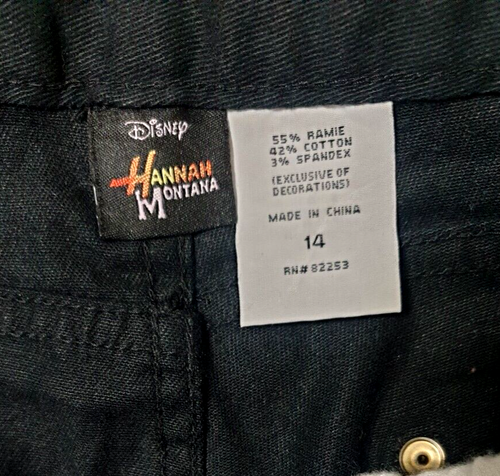 Disney
HANNAH
MONTANA
55% RAMIE
42% COTTON
3% SPANDEX
(EXCLUSIVE OF
DECORATIONS)
MADE IN CHINA
14
RN# 82253